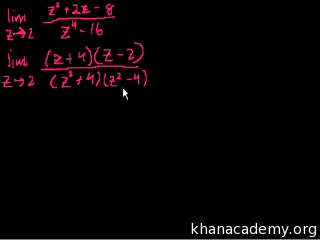 lim z→2 z²+2z-8 / z⁴-16
lim z→2 (z+4)(z-2) / (z²+4)(z²-4)
khanacademy.org